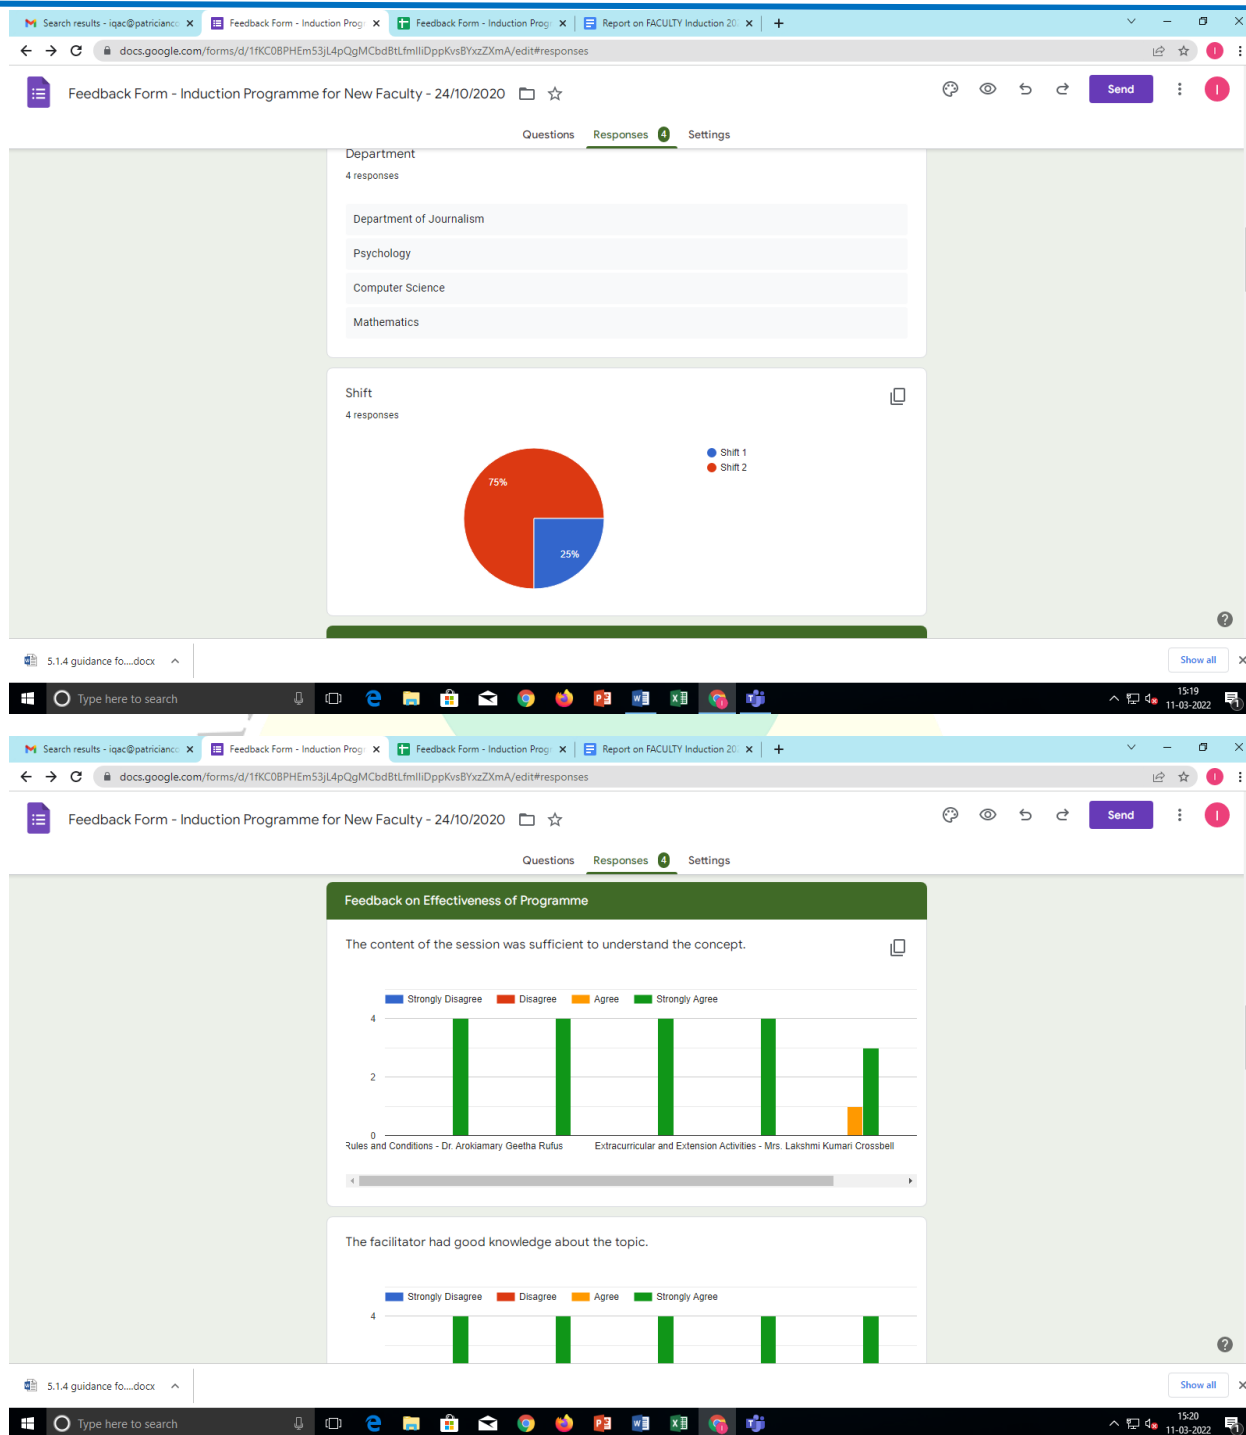 Search results - iqac@patricianc
Feedback Form - Induction Prog
Feedback Form - Induction Prog
Report on FACULTY Induction 20
docs.google.com/forms/d/1fKC0BPHEm53jL4pQgMCbdBtLfmIliDppKvsBYxzZXmA/edit#responses
Feedback Form - Induction Programme for New Faculty - 24/10/2020
Send
I
Questions Responses 4 Settings
Department
4 responses
Department of Journalism
Psychology
Computer Science
Mathematics
Shift
4 responses
75%
25%
Shift 1
Shift 2
5.1.4 guidance fo....docx
Show all
Type here to search
15:19
11-03-2022
Search results - iqac@patricianc
Feedback Form - Induction Prog
Feedback Form - Induction Prog
Report on FACULTY Induction 20
docs.google.com/forms/d/1fKC0BPHEm53jL4pQgMCbdBtLfmIliDppKvsBYxzZXmA/edit#responses
Feedback Form - Induction Programme for New Faculty - 24/10/2020
Send
I
Questions Responses 4 Settings
Feedback on Effectiveness of Programme
The content of the session was sufficient to understand the concept.
Strongly Disagree Disagree Agree Strongly Agree
4
2
0
Rules and Conditions - Dr. Arokiamary Geetha Rufus
Extracurricular and Extension Activities - Mrs. Lakshmi Kumari Crossbell
The facilitator had good knowledge about the topic.
Strongly Disagree Disagree Agree Strongly Agree
4
5.1.4 guidance fo....docx
Show all
Type here to search
15:20
11-03-2022